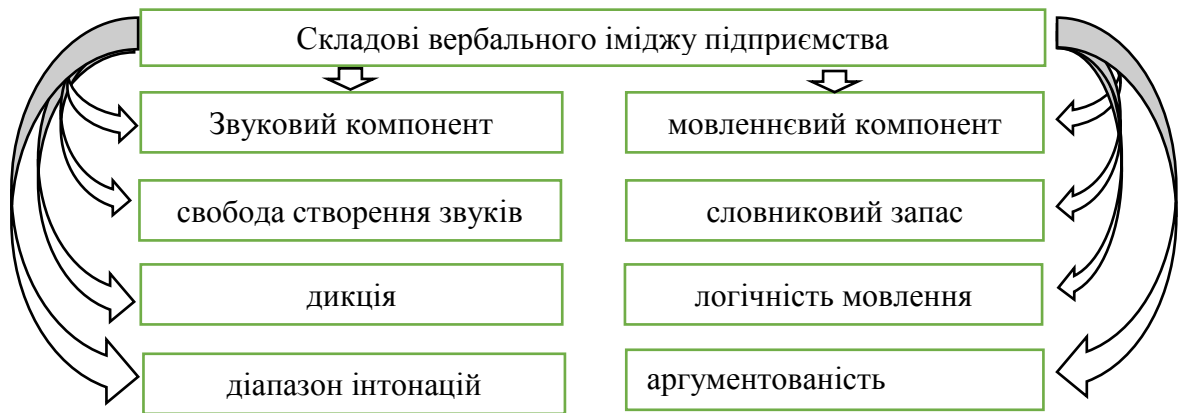 Складові вербального іміджу підприємства
Звуковий компонент
мовленнєвий компонент
свобода створення звуків
словниковий запас
дикція
логічність мовлення
діапазон інтонацій
аргументованість